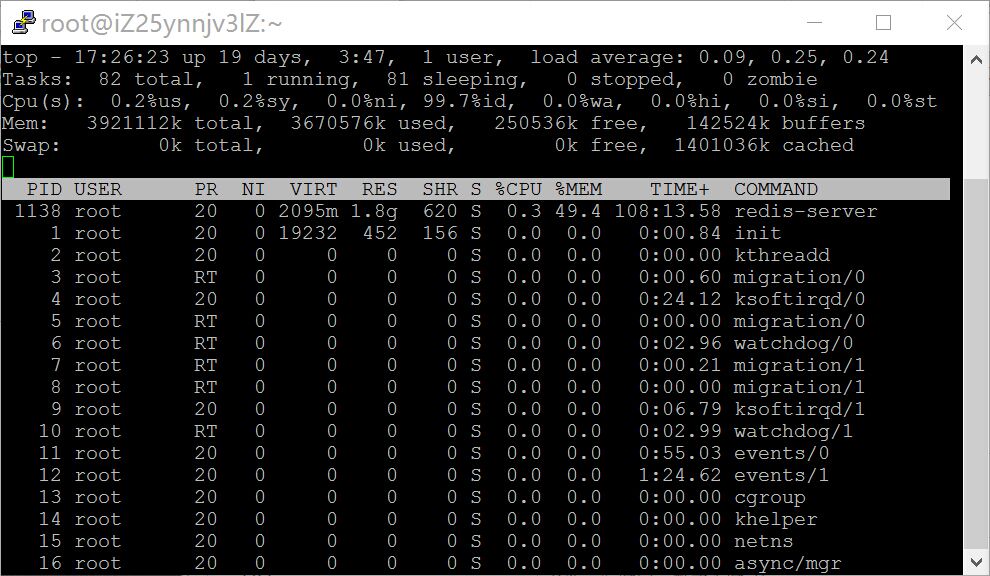 root@iZ25ynnjv3lZ:~
top - 17:26:23 up 19 days,  3:47,  1 user,  load average: 0.09, 0.25, 0.24
Tasks:  82 total,   1 running,  81 sleeping,   0 stopped,   0 zombie
Cpu(s):  0.2%us,  0.2%sy,  0.0%ni, 99.7%id,  0.0%wa,  0.0%hi,  0.0%si,  0.0%st
Mem:   3921112k total,  3670576k used,   250536k free,   142524k buffers
Swap:        0k total,        0k used,        0k free,  1401036k cached
PID USER      PR  NI  VIRT  RES  SHR S %CPU %MEM    TIME+  COMMAND
1138 root      20   0 2095m 1.8g  620 S  0.3 49.4 108:13.58 redis-server
1 root      20   0 19232  452  156 S  0.0  0.0   0:00.84 init
2 root      20   0     0    0    0 S  0.0  0.0   0:00.00 kthreadd
3 root      RT   0     0    0    0 S  0.0  0.0   0:00.60 migration/0
4 root      20   0     0    0    0 S  0.0  0.0   0:24.12 ksoftirqd/0
5 root      RT   0     0    0    0 S  0.0  0.0   0:00.00 migration/0
6 root      RT   0     0    0    0 S  0.0  0.0   0:02.96 watchdog/0
7 root      RT   0     0    0    0 S  0.0  0.0   0:00.21 migration/1
8 root      RT   0     0    0    0 S  0.0  0.0   0:00.00 migration/1
9 root      20   0     0    0    0 S  0.0  0.0   0:06.79 ksoftirqd/1
10 root      RT   0     0    0    0 S  0.0  0.0   0:02.99 watchdog/1
11 root      20   0     0    0    0 S  0.0  0.0   0:55.03 events/0
12 root      20   0     0    0    0 S  0.0  0.0   1:24.62 events/1
13 root      20   0     0    0    0 S  0.0  0.0   0:00.00 cgroup
14 root      20   0     0    0    0 S  0.0  0.0   0:00.00 khelper
15 root      20   0     0    0    0 S  0.0  0.0   0:00.00 netns
16 root      20   0     0    0    0 S  0.0  0.0   0:00.00 async/mgr